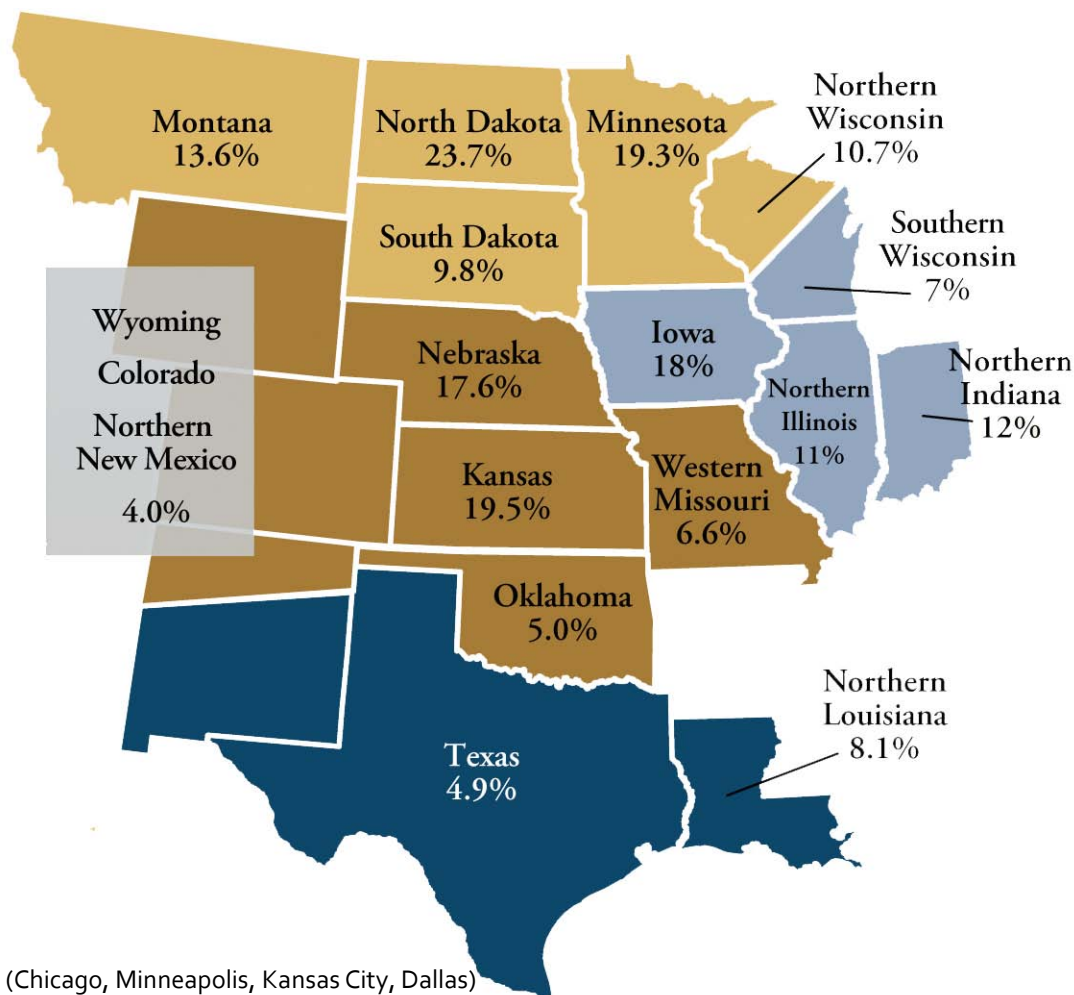 Montana
13.6%
North Dakota
23.7%
Minnesota
19.3%
Northern
Wisconsin
10.7%
South Dakota
9.8%
Southern
Wisconsin
7%
Wyoming
Colorado
Northern
New Mexico
4.0%
Nebraska
17.6%
Iowa
18%
Northern
Illinois
11%
Northern
Indiana
12%
Kansas
19.5%
Western
Missouri
6.6%
Oklahoma
5.0%
Texas
4.9%
Northern
Louisiana
8.1%
(Chicago, Minneapolis, Kansas City, Dallas)